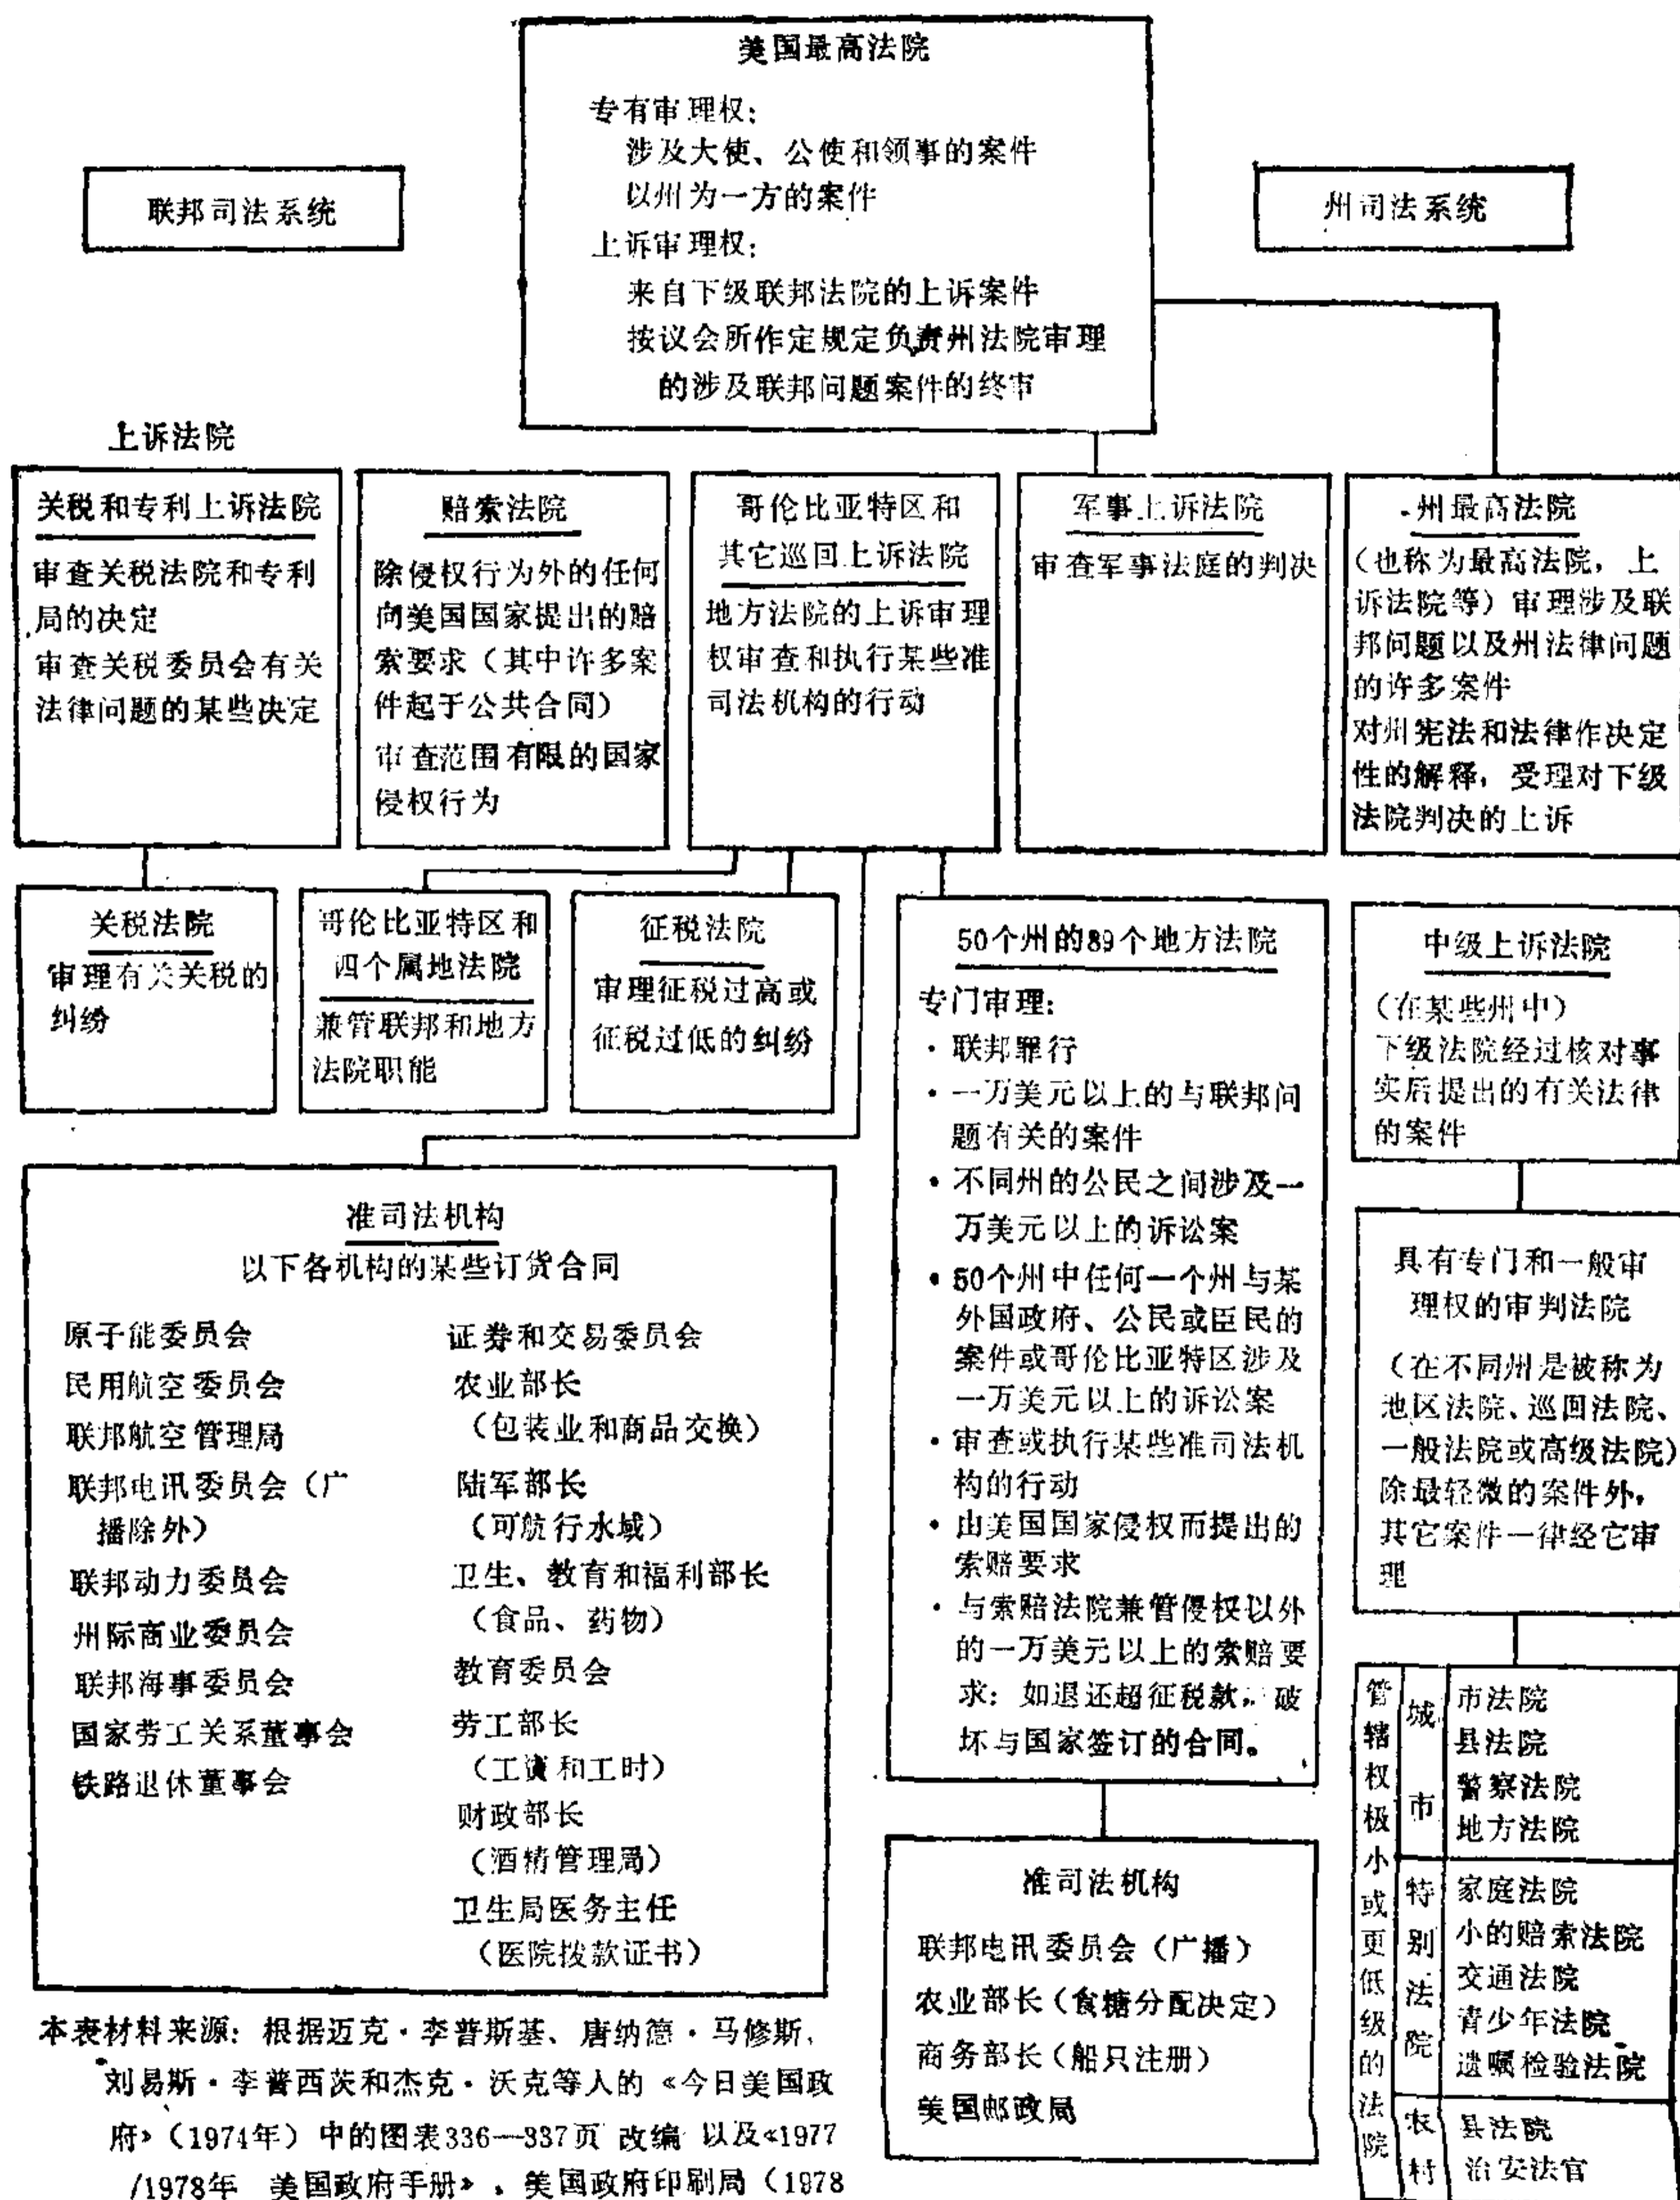 美国最高法院
专有审理权：
涉及大使、公使和领事的案件
以州为一方的案件
上诉审理权：
来自下级联邦法院的上诉案件
按议会所作定规定负责州法院审理
的涉及联邦问题案件的终审
联邦司法系统
州司法系统
上诉法院
关税和专利上诉法院
审查关税法院和专利
局的决定
审查关税委员会有关
法律问题的某些决定
赔索法院
除侵权行为外的任何
向美国国家提出的赔
索要求（其中许多案
件起于公共合同）
审查范围有限的国家
侵权行为
哥伦比亚特区和
其它巡回上诉法院
地方法院的上诉审理
权审查和执行某些准
司法机构的行动
军事上诉法院
审查军事法庭的判决
州最高法院
（也称为最高法院，上
诉法院等）审理涉及联
邦问题以及州法律问题
的许多案件
对州宪法和法律作决定
性的解释，受理对下级
法院判决的上诉
关税法院
审理有关关税的
纠纷
哥伦比亚特区和
四个属地法院
兼管联邦和地方
法院职能
征税法院
审理征税过高或
征税过低的纠纷
50个州的89个地方法院
专门审理：
·联邦罪行
·一万美元以上的与联邦问
题有关的案件
·不同州的公民之间涉及一
万美元以上的诉讼案
·50个州中任何一个州与某
外国政府、公民或臣民的
案件或哥伦比亚特区涉及
一万美元以上的诉讼案
·审查或执行某些准司法机
构的行动
·由美国国家侵权而提出的
索赔要求
·与索赔法院兼管侵权以外
的一万美元以上的索赔要
求：如退还超征税款，破
坏与国家签订的合同。
中级上诉法院
（在某些州中）
下级法院经过核对事
实后提出的有关法律
的案件
具有专门和一般审
理权的审判法院
（在不同州是被称为
地区法院、巡回法院、
一般法院或高级法院）
除最轻微的案件外，
其它案件一律经它审
理
准司法机构
以下各机构的某些订货合同
原子能委员会
民用航空委员会
联邦航空管理局
联邦电讯委员会（广
播除外）
联邦动力委员会
州际商业委员会
联邦海事委员会
国家劳工关系董事会
铁路退休董事会
证券和交易委员会
农业部长
（包装业和商品交换）
陆军部长
（可航行水域）
卫生、教育和福利部长
（食品、药物）
教育委员会
劳工部长
（工资和工时）
财政部长
（酒精管理局）
卫生局医务主任
（医院拨款证书）
准司法机构
联邦电讯委员会（广播）
农业部长（食糖分配决定）
商务部长（船只注册）
美国邮政局
管辖权极小或更低级的法院
城市
市法院
县法院
警察法院
地方法院
特别法院
家庭法院
小的赔索法院
交通法院
青少年法院
遗嘱检验法院
农村
县法院
治安法官
本表材料来源：根据迈克·李普斯基、唐纳德·马修斯，
刘易斯·李普西茨和杰克·沃克等人的《今日美国政
府》（1974年）中的图表336—337页 改编 以及《1977
/1978年 美国政府手册》，美国政府印刷局（1978